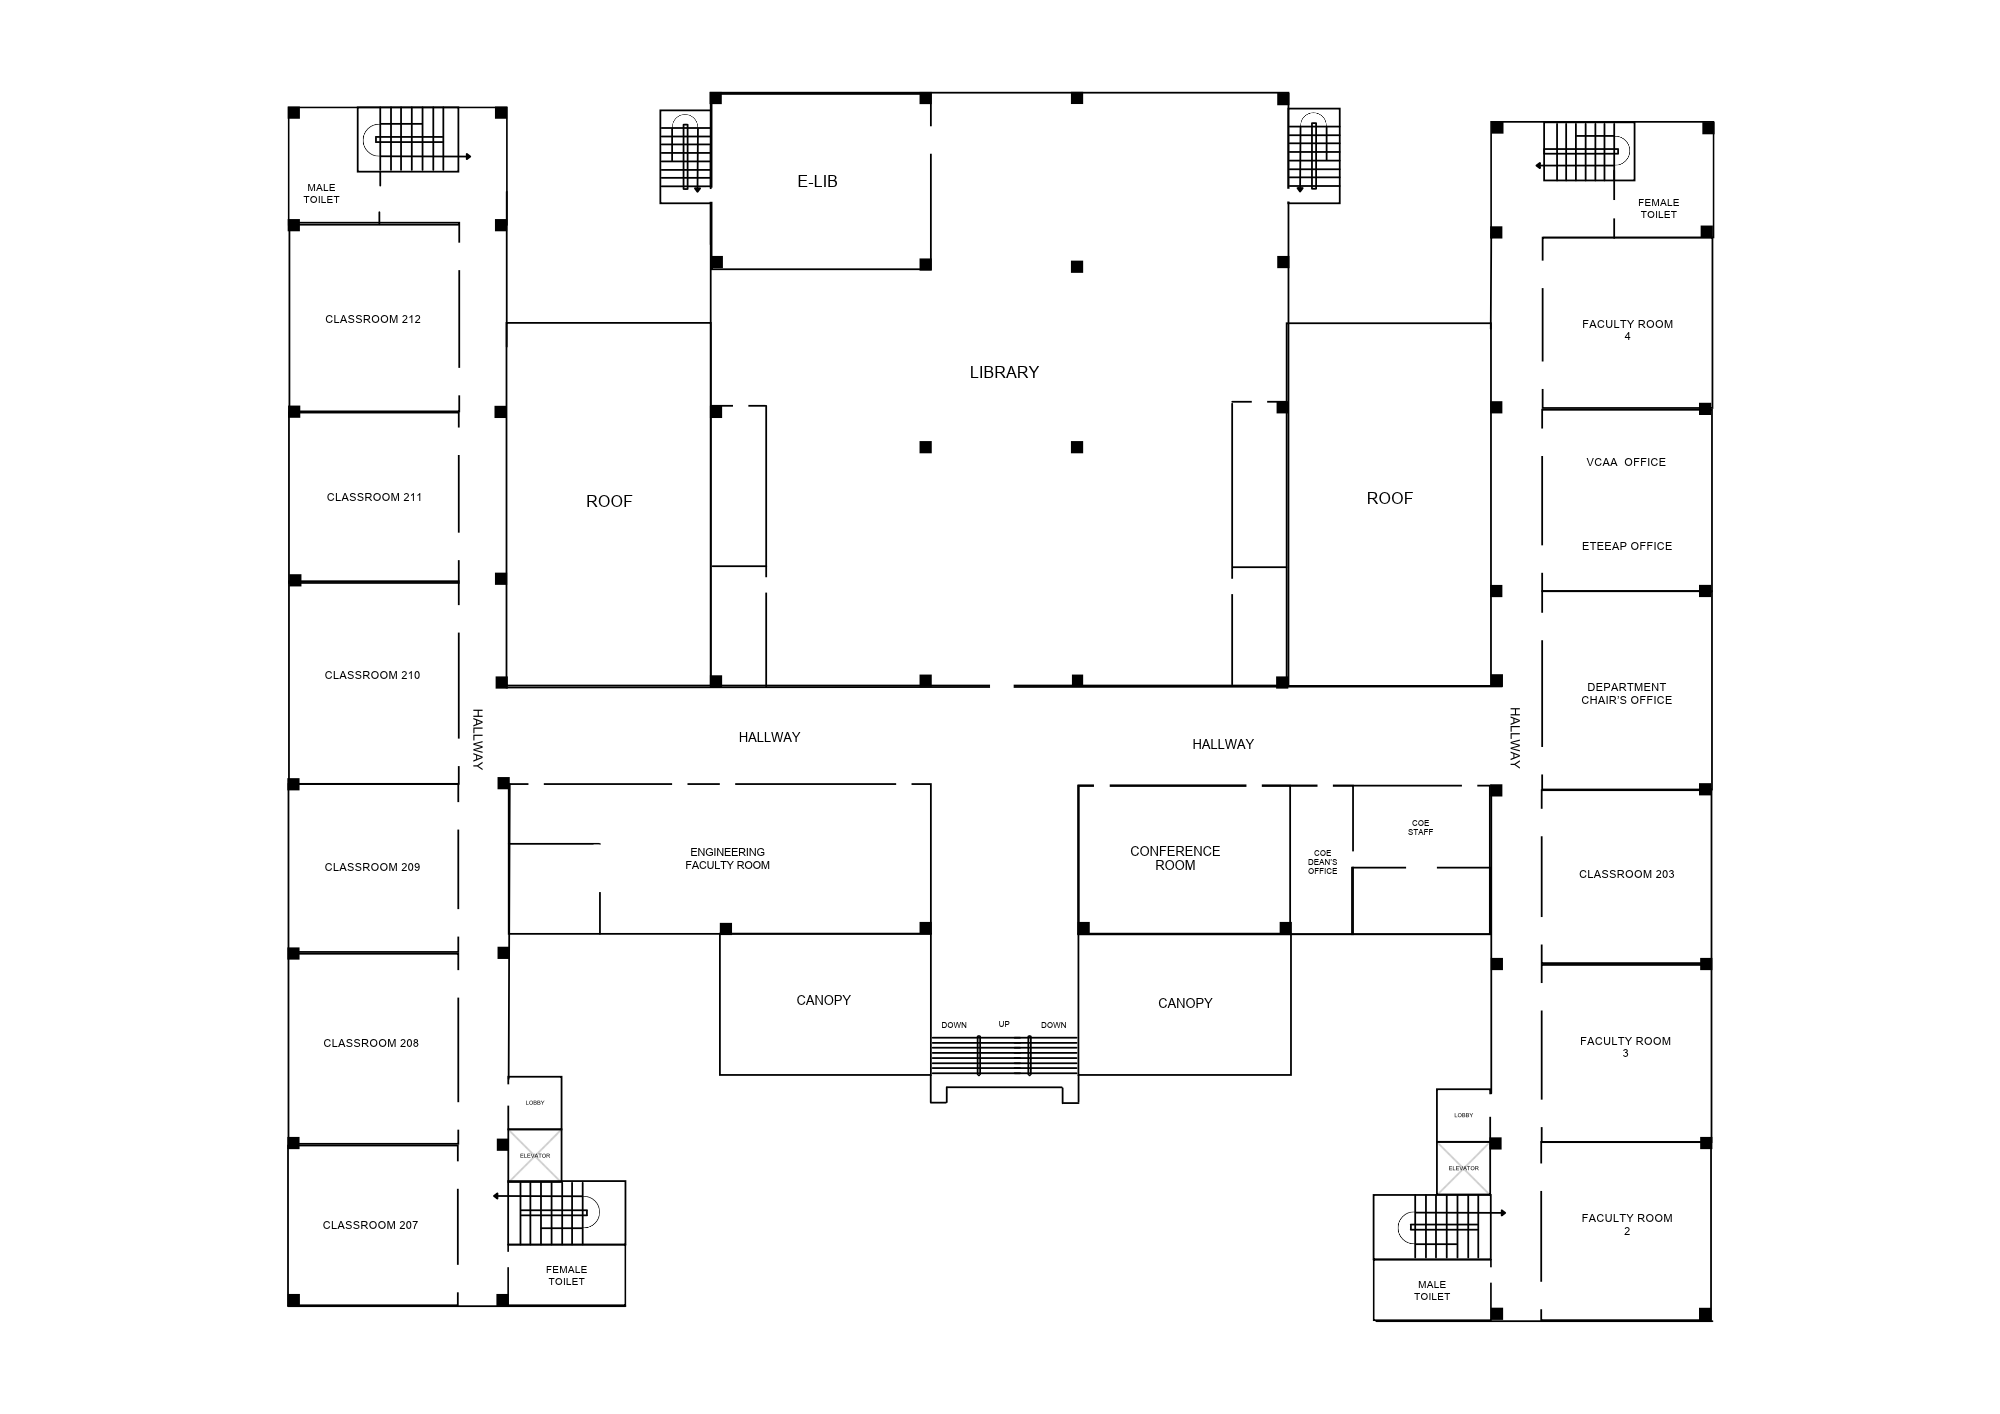 E-LIB
MALE
TOILET
FEMALE
TOILET
CLASSROOM 212
FACULTY ROOM
4
LIBRARY
VCAA  OFFICE
CLASSROOM 211
ROOF
ROOF
ETEEAP OFFICE
CLASSROOM 210
DEPARTMENT
CHAIR'S OFFICE
HALLWAY
HALLWAY
HALLWAY
HALLWAY
COE
STAFF
ENGINEERING
FACULTY ROOM
CONFERENCE
ROOM
COE
DEAN'S
OFFICE
CLASSROOM 209
CLASSROOM 203
CANOPY
CANOPY
DOWN
UP
DOWN
CLASSROOM 208
FACULTY ROOM
3
LOBBY
LOBBY
ELEVATOR
ELEVATOR
CLASSROOM 207
FACULTY ROOM
2
FEMALE
TOILET
MALE
TOILET